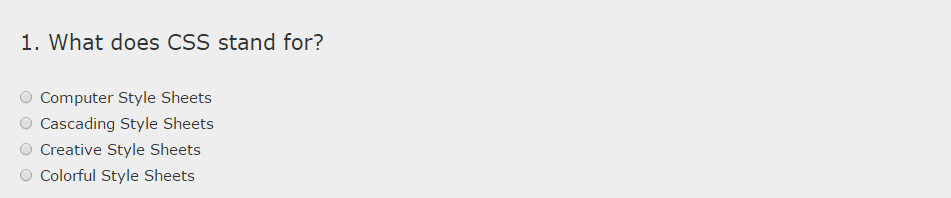 1. What does CSS stand for?
Computer Style Sheets
Cascading Style Sheets
Creative Style Sheets
Colorful Style Sheets